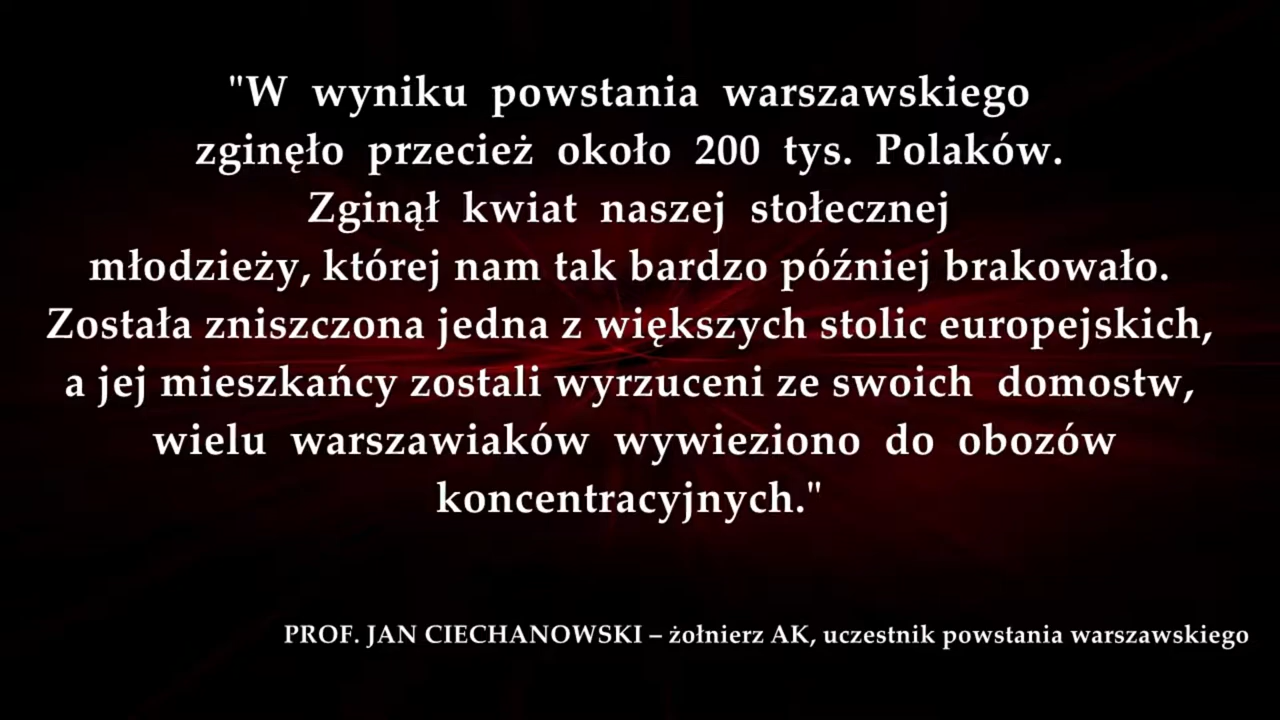 "W wyniku powstania warszawskiego
zginęło przecież około 200 tys. Polaków.
Zginął kwiat naszej stołecznej
młodzieży, której nam tak bardzo później brakowało.
Została zniszczona jedna z większych stolic europejskich,
a jej mieszkańcy zostali wyrzuceni ze swoich domostw,
wielu warszawiaków wywieziono do obozów
koncentracyjnych."
PROF. JAN CIECHANOWSKI – żołnierz AK, uczestnik powstania warszawskiego